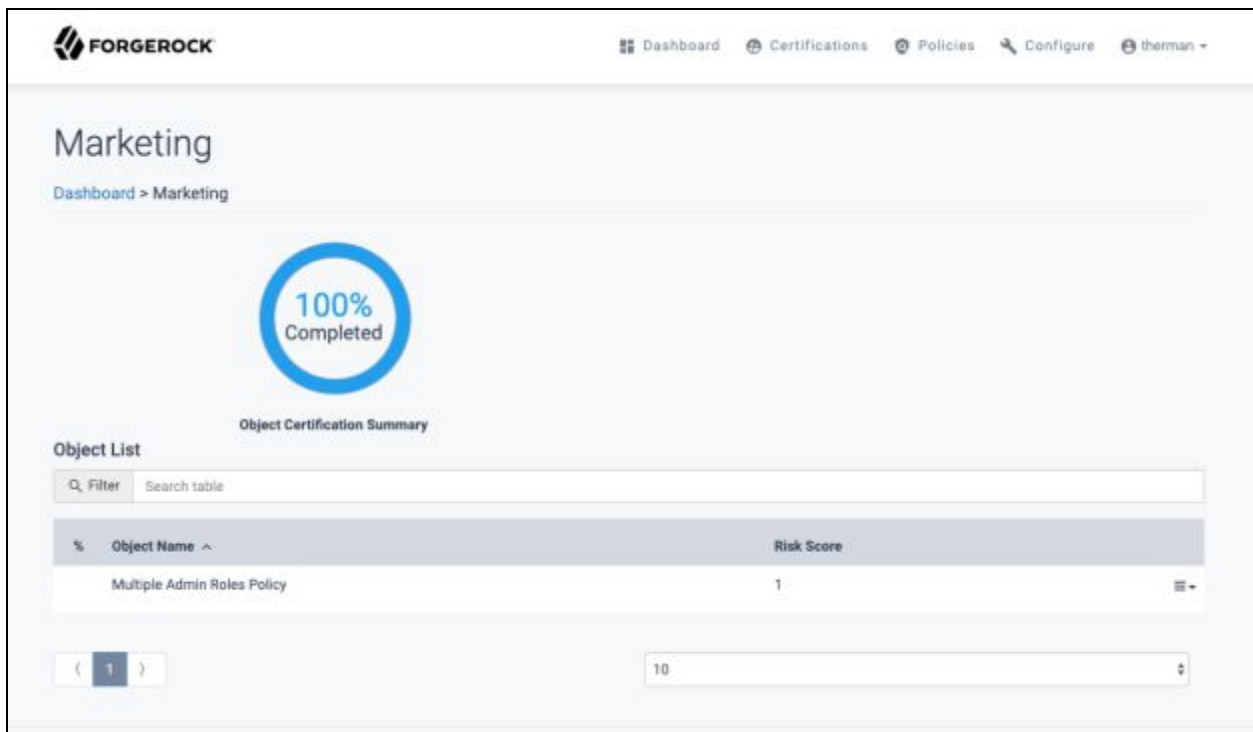 FORGEROCK
Dashboard Certifications Policies Configure therman
Marketing
Dashboard > Marketing
100%
Completed
Object Certification Summary
Object List
Filter Search table
% Object Name Risk Score
Multiple Admin Roles Policy 1
1 10